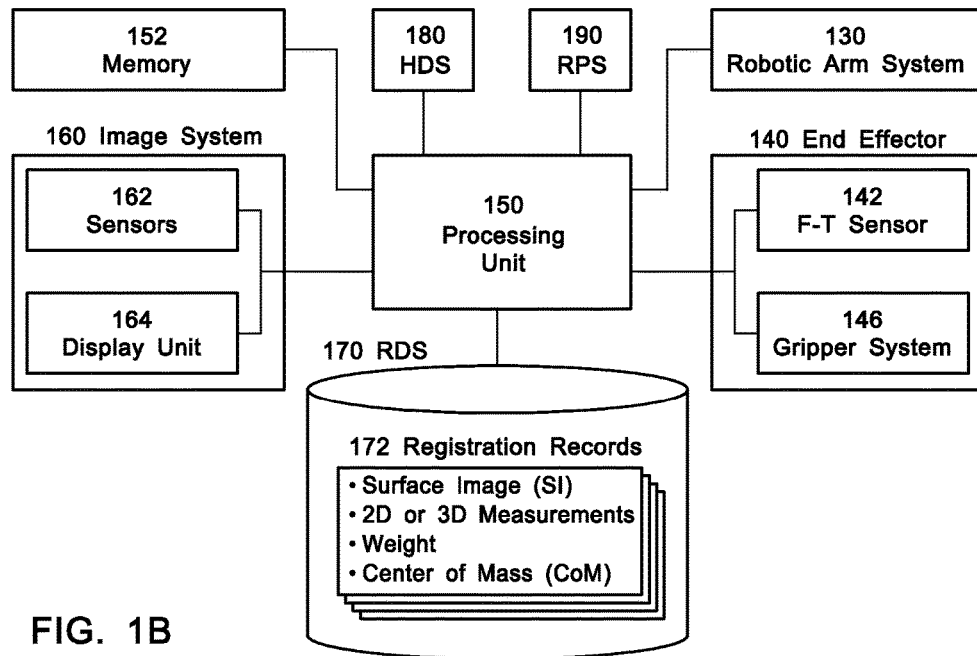 152
Memory
180
HDS
190
RPS
130
Robotic Arm System
160 Image System
162
Sensors
164
Display Unit
150
Processing
Unit
140 End Effector
142
F-T Sensor
146
Gripper System
170 RDS
172 Registration Records
• Surface Image (SI)
• 2D or 3D Measurements
• Weight
• Center of Mass (CoM)
FIG. 1B